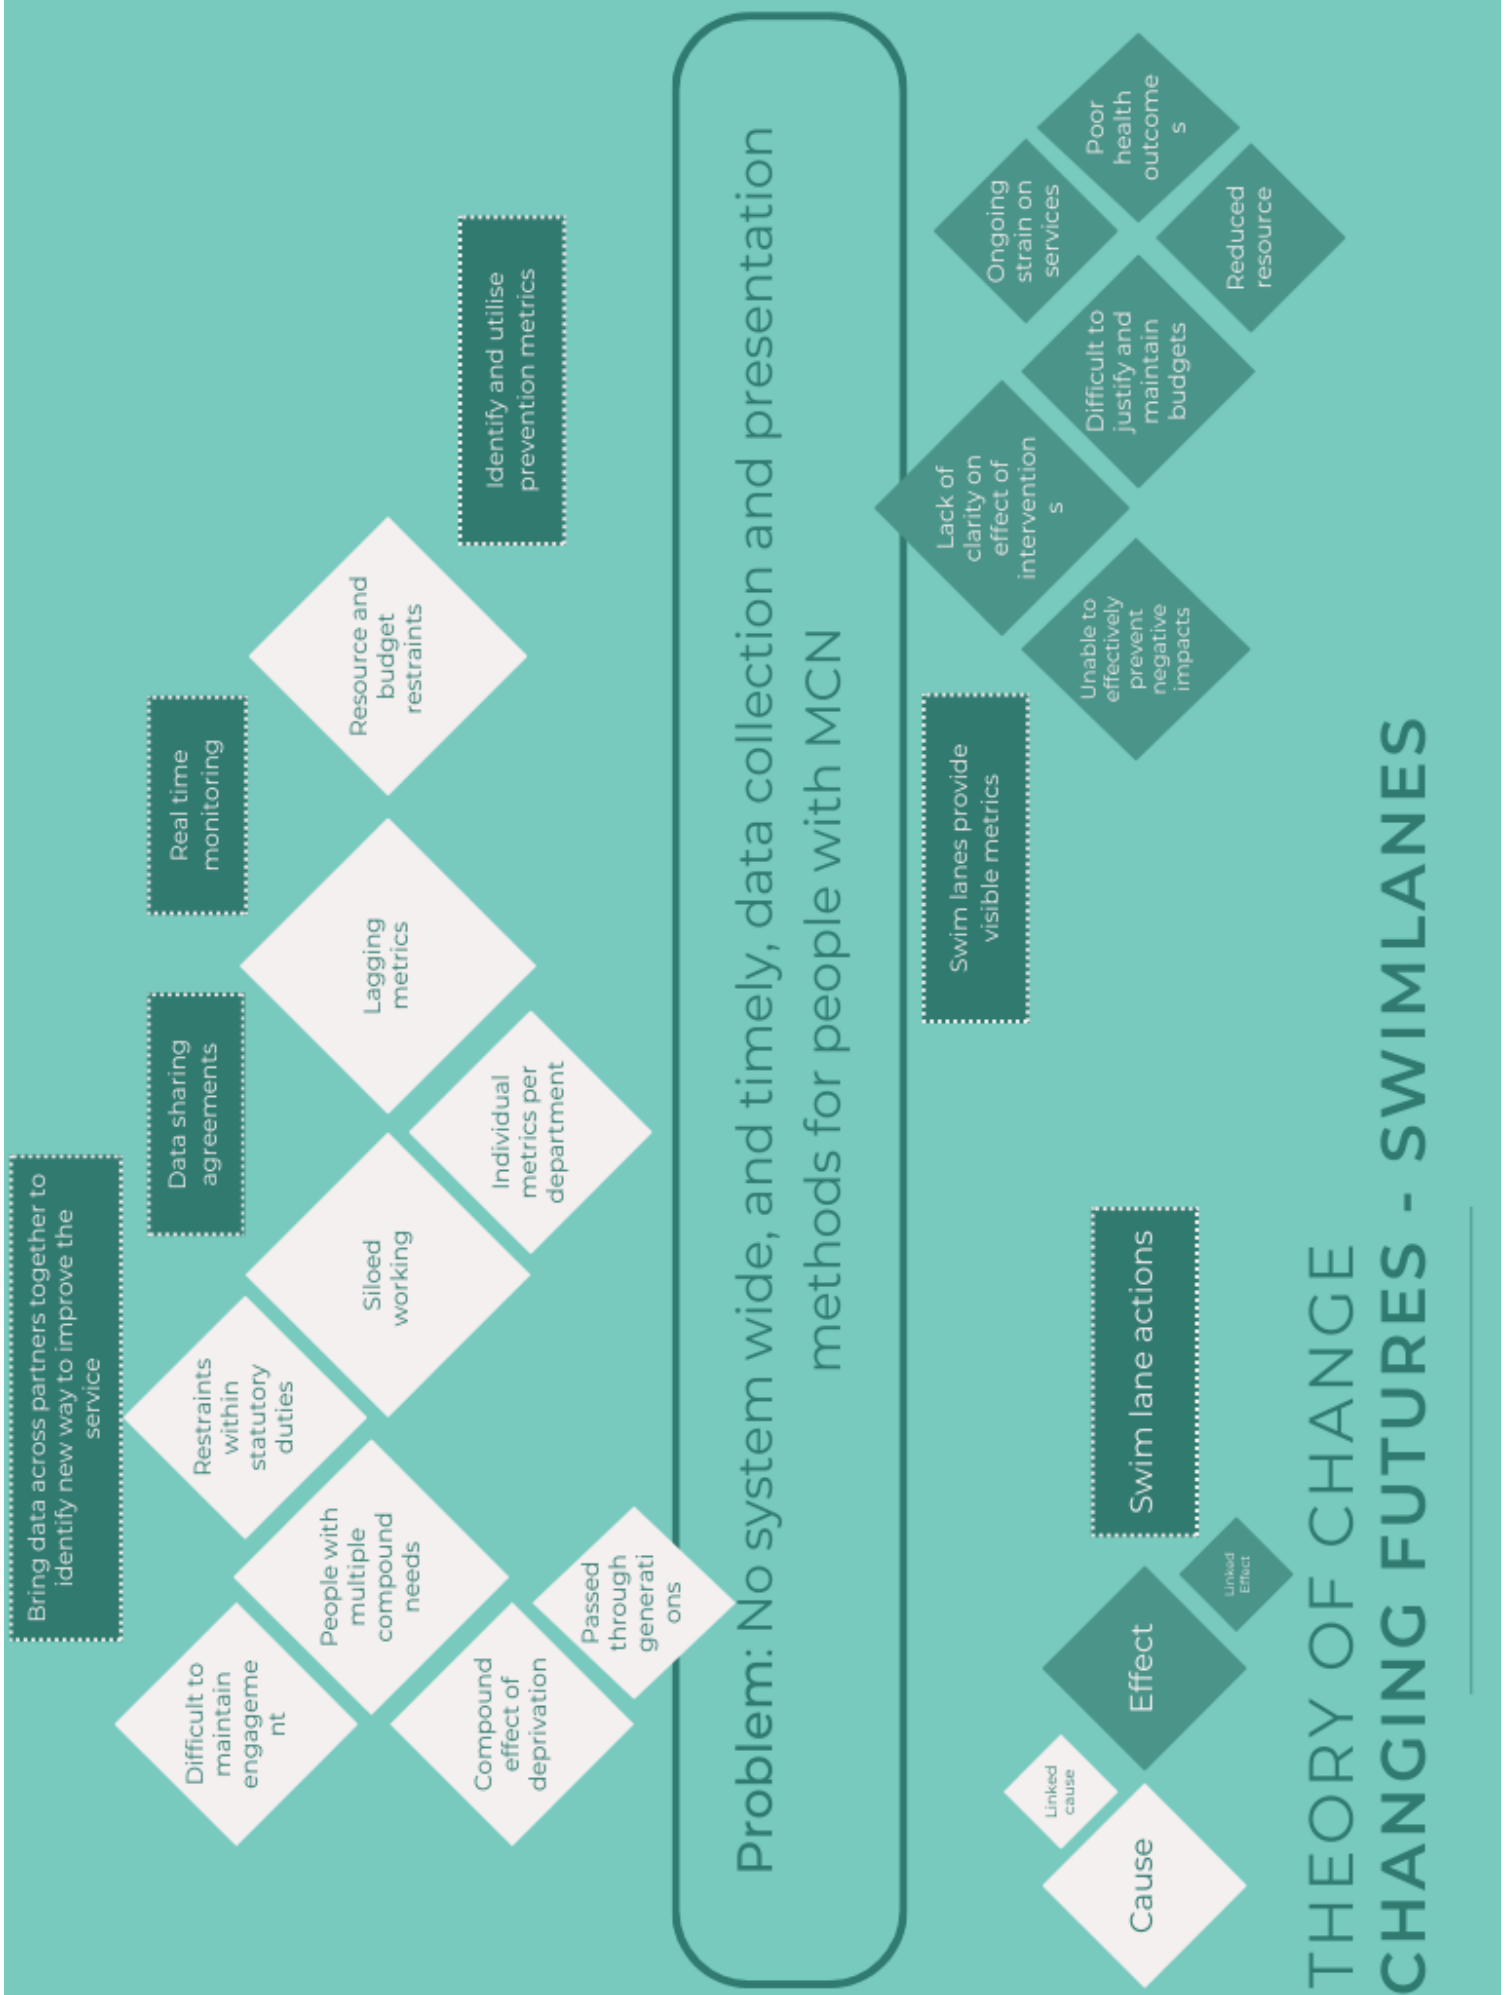 Bring data across partners together to
identify new way to improve the
service
Data sharing
agreements
Real time
monitoring
Identify and utilise
prevention metrics
Difficult to
maintain
engageme
nt
People with
multiple
compound
needs
Restraints
within
statutory
duties
Siloed
working
Lagging
metrics
Resource and
budget
restraints
Compound
effect of
deprivation
Passed
through
generati
ons
Individual
metrics per
department
Problem: No system wide, and timely, data collection and presentation
methods for people with MCN
Swim lanes provide
visible metrics
Lack of
clarity on
effect of
intervention
s
Unable to
effectively
prevent
negative
impacts
Difficult to
justify and
maintain
budgets
Ongoing
strain on
services
Poor
health
outcome
s
Reduced
resource
Cause
Linked
cause
Effect
Linked
Effect
Swim lane actions
THEORY OF CHANGE
CHANGING FUTURES - SWIMLANES